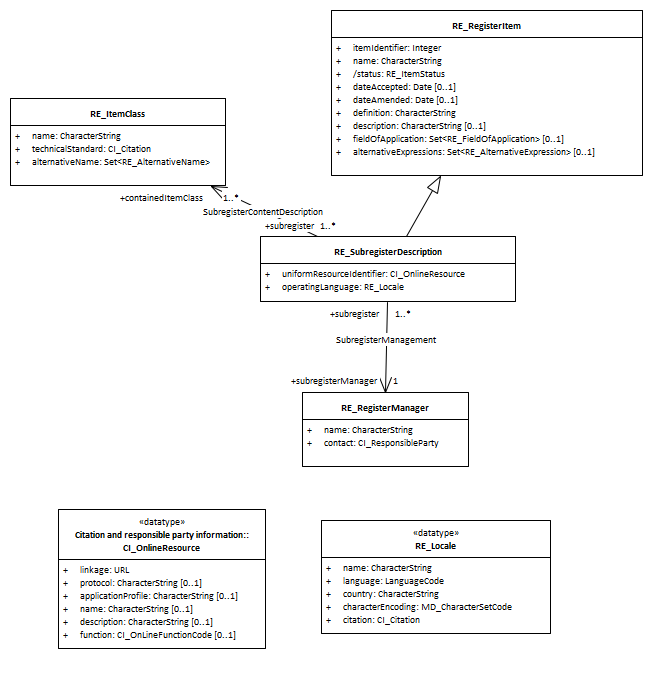 RE_RegisterItem
+ itemIdentifier: Integer
+ name: CharacterString
+ /status: RE_ItemStatus
+ dateAccepted: Date [0..1]
+ dateAmended: Date [0..1]
+ definition: CharacterString
+ description: CharacterString [0..1]
+ fieldOfApplication: Set<RE_FieldOfApplication> [0..1]
+ alternativeExpressions: Set<RE_AlternativeExpression> [0..1]
RE_ItemClass
+ name: CharacterString
+ technicalStandard: CI_Citation
+ alternativeName: Set<RE_AlternativeName>
+containedItemClass 1..*
SubregisterContentDescription
+subregister 1..*
RE_SubregisterDescription
+ uniformResourceIdentifier: CI_OnlineResource
+ operatingLanguage: RE_Locale
+subregister 1..*
SubregisterManagement
+subregisterManager 1
RE_RegisterManager
+ name: CharacterString
+ contact: CI_ResponsibleParty
«datatype»
Citation and responsible party information::
CI_OnlineResource
+ linkage: URL
+ protocol: CharacterString [0..1]
+ applicationProfile: CharacterString [0..1]
+ name: CharacterString [0..1]
+ description: CharacterString [0..1]
+ function: CI_OnLineFunctionCode [0..1]
«datatype»
RE_Locale
+ name: CharacterString
+ language: LanguageCode
+ country: CharacterString
+ characterEncoding: MD_CharacterSetCode
+ citation: CI_Citation